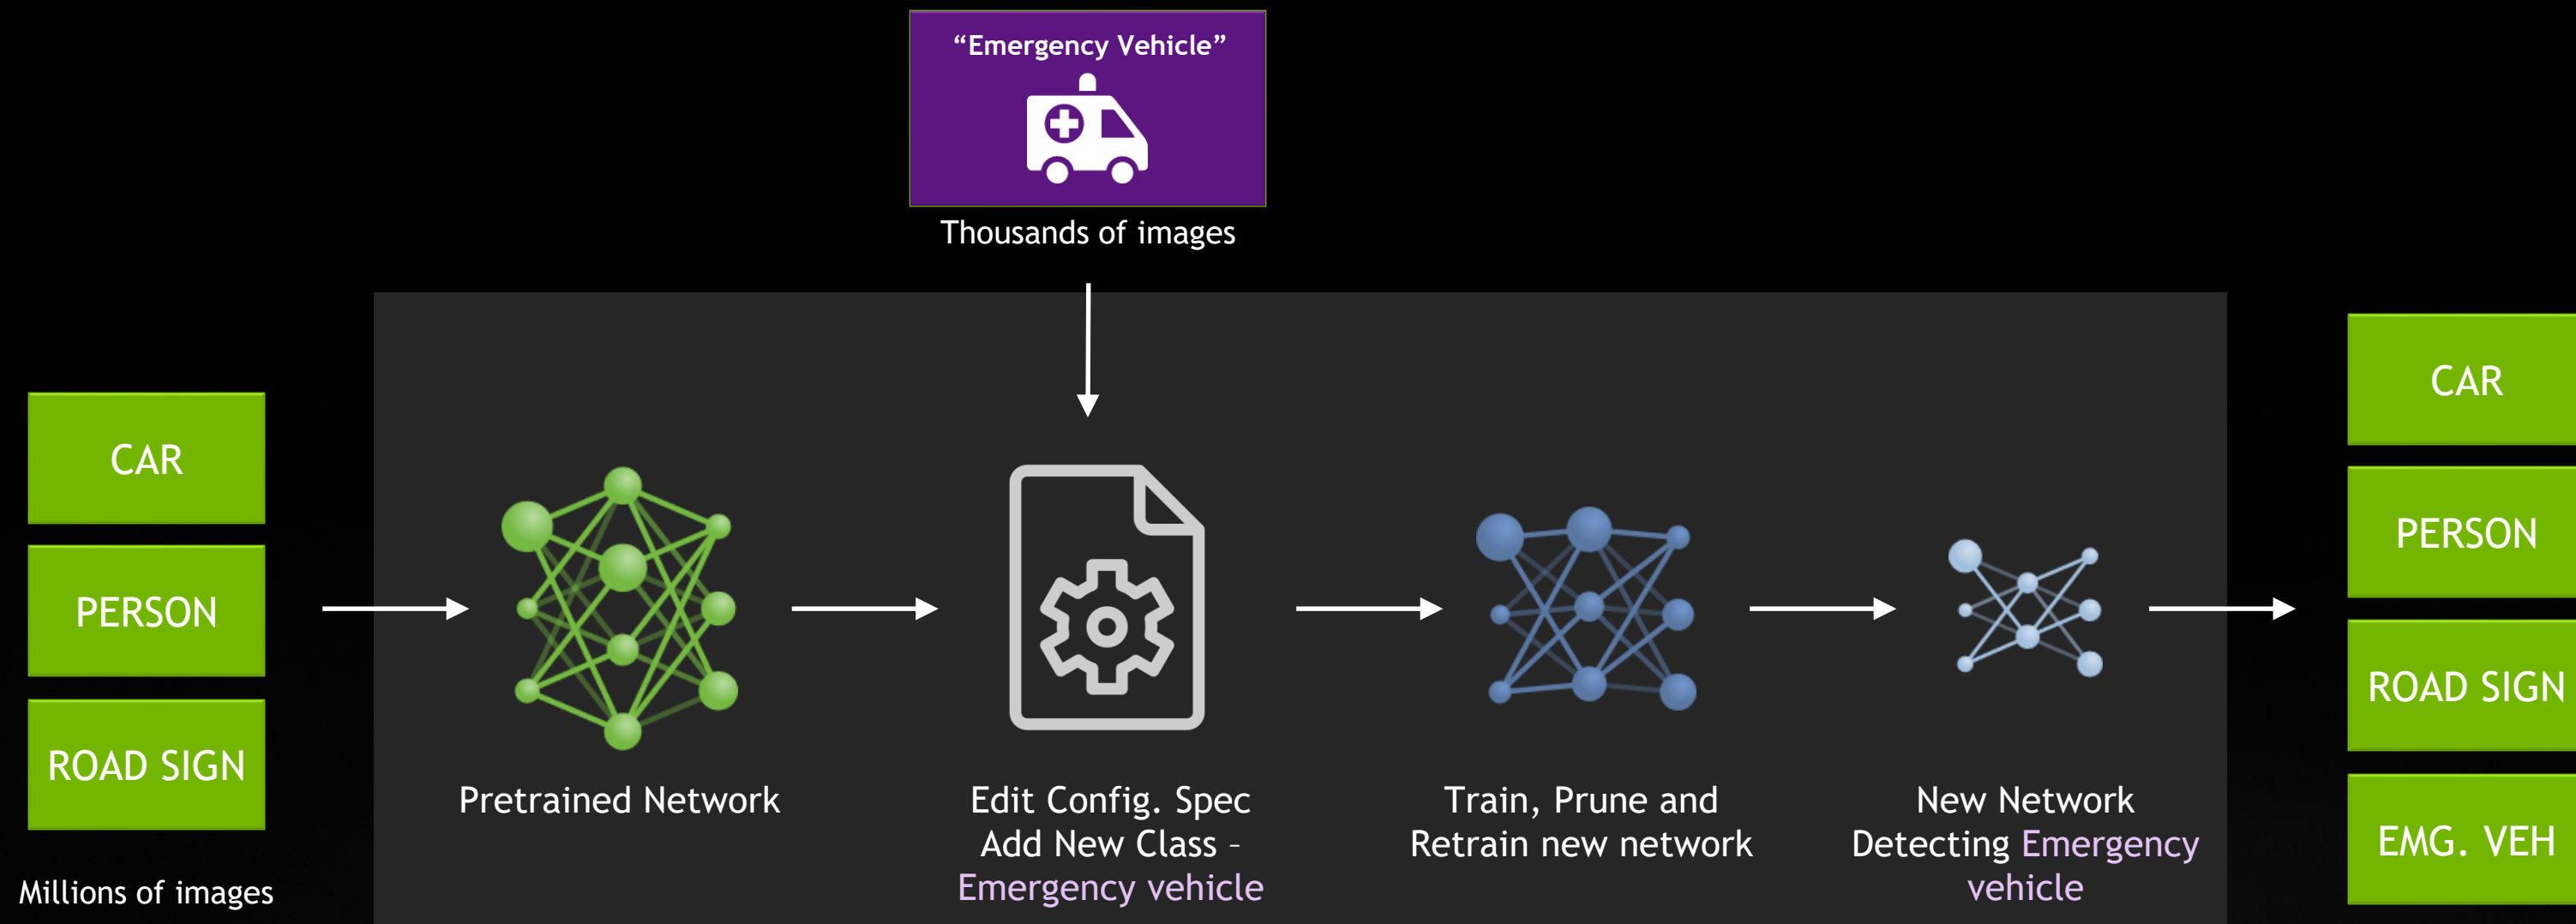 “Emergency Vehicle”
Thousands of images
CAR
PERSON
ROAD SIGN
Millions of images
Pretrained Network
Edit Config. Spec
Add New Class –
Emergency vehicle
Train, Prune and
Retrain new network
New Network
Detecting Emergency
vehicle
CAR
PERSON
ROAD SIGN
EMG. VEH